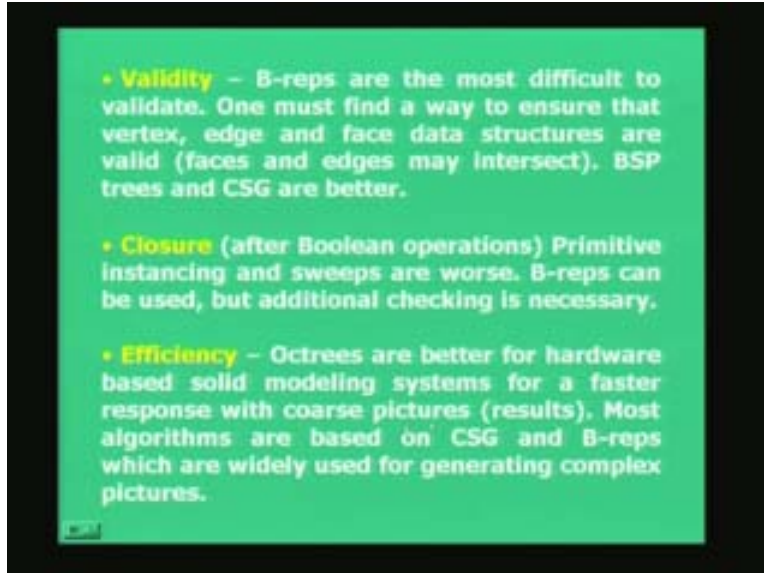 • Validity – B-reps are the most difficult to
validate. One must find a way to ensure that
vertex, edge and face data structures are
valid (faces and edges may intersect). BSP
trees and CSG are better.
• Closure (after Boolean operations) Primitive
instancing and sweeps are worse. B-reps can
be used, but additional checking is necessary.
• Efficiency – Octrees are better for hardware
based solid modeling systems for a faster
response with coarse pictures (results). Most
algorithms are based on CSG and B-reps
which are widely used for generating complex
pictures.